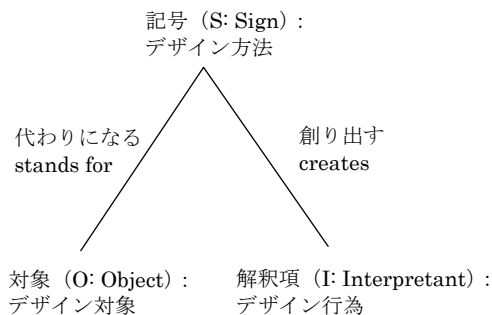 記号（S: Sign）:
デザイン方法
代わりになる
stands for
創り出す
creates
対象（O: Object）:
デザイン対象
解釈項（I: Interpretant）:
デザイン行為